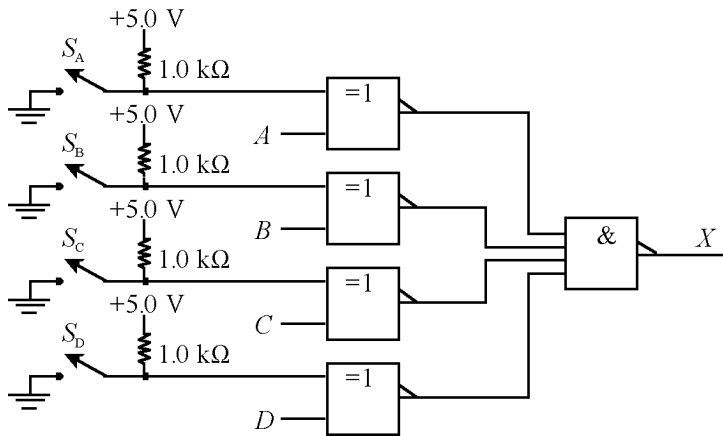 +5.0 V
S_A
1.0 kΩ
=1
A
+5.0 V
S_B
1.0 kΩ
=1
B
+5.0 V
S_C
1.0 kΩ
=1
C
+5.0 V
S_D
1.0 kΩ
=1
D
&
X